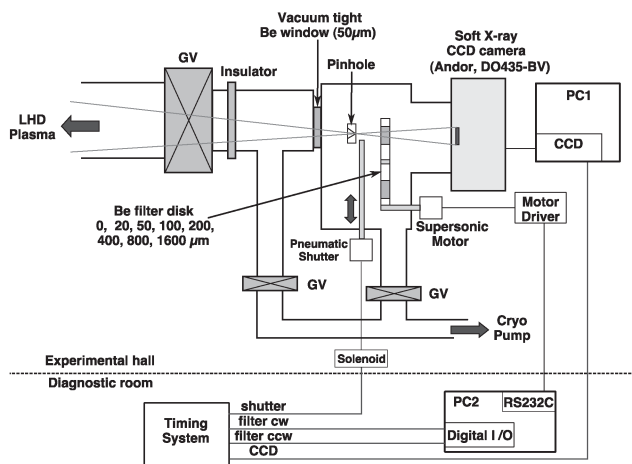 Vacuum tight
Be window (50μm)
Soft X-ray
CCD camera
(Andor, DO435-BV)
GV
Insulator
Pinhole
PC1
CCD
LHD
Plasma
Be filter disk
0, 20, 50, 100, 200,
400, 800, 1600 μm
Pneumatic
Shutter
Supersonic
Motor
Motor
Driver
GV
GV
Cryo
Pump
Solenoid
Experimental hall
Diagnostic room
Timing
System
shutter
filter cw
filter ccw
CCD
PC2
RS232C
Digital I /O